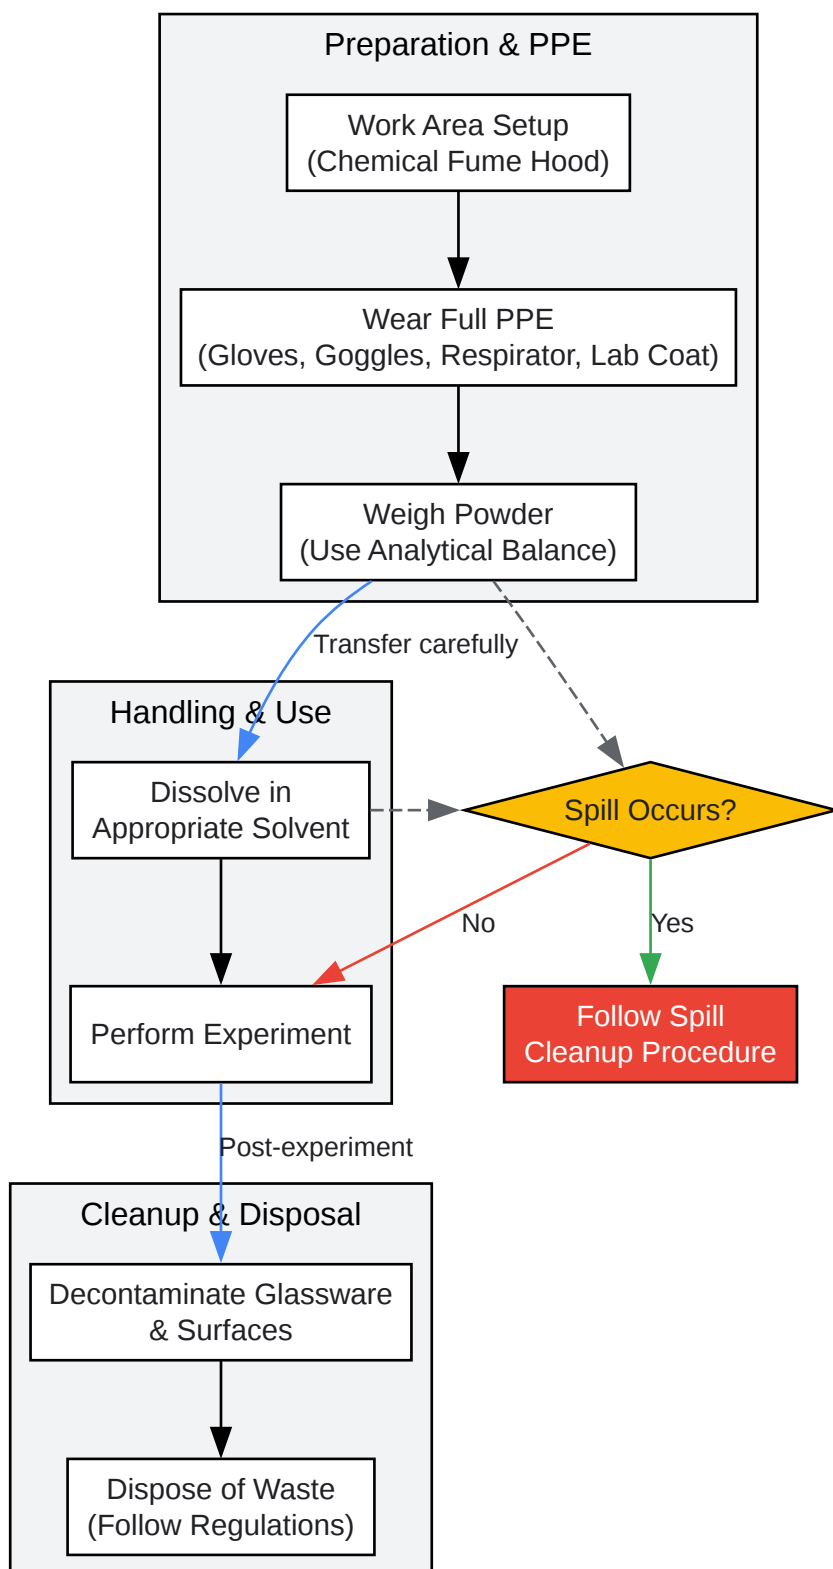 Preparation & PPE
Work Area Setup
(Chemical Fume Hood)
Wear Full PPE
(Gloves, Goggles, Respirator, Lab Coat)
Weigh Powder
(Use Analytical Balance)
Transfer carefully
Handling & Use
Dissolve in
Appropriate Solvent
Spill Occurs?
No
Yes
Perform Experiment
Follow Spill
Cleanup Procedure
Post-experiment
Cleanup & Disposal
Decontaminate Glassware
& Surfaces
Dispose of Waste
(Follow Regulations)